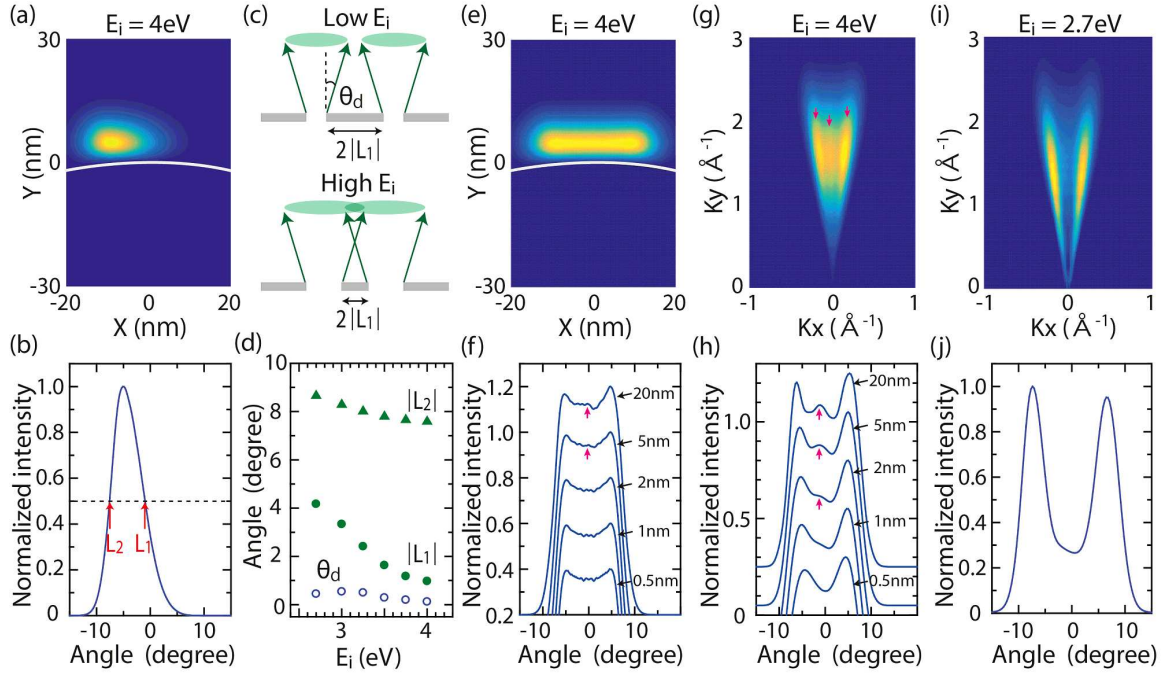 (a)
E_i = 4eV
30
0
-30
Y (nm)
-20
0
20
X (nm)
(c)
Low E_i
θ_d
2|L_1|
High E_i
2|L_1|
(e)
E_i = 4eV
30
0
-30
Y (nm)
-20
0
20
X (nm)
(g)
E_i = 4eV
3
2
1
0
Ky ( Å⁻¹)
-1
0
1
Kx ( Å⁻¹)
(i)
E_i = 2.7eV
3
2
1
0
Ky ( Å⁻¹)
-1
0
1
Kx ( Å⁻¹)
(b)
1.0
0.8
0.6
0.4
0.2
0
Normalized intensity
L_2
L_1
-10
0
10
Angle (degree)
(d)
10
8
6
4
2
0
Angle (degree)
|L_2|
|L_1|
θ_d
3
4
E_i (eV)
(f)
1.2
1.0
0.8
0.6
0.4
0.2
Normalized intensity
20nm
5nm
2nm
1nm
0.5nm
-10
0
10
Angle (degree)
(h)
1.0
0.5
0
Normalized intensity
20nm
5nm
2nm
1nm
0.5nm
-10
0
10
Angle (degree)
(j)
1.0
0.8
0.6
0.4
0.2
0
Normalized intensity
-10
0
10
Angle (degree)